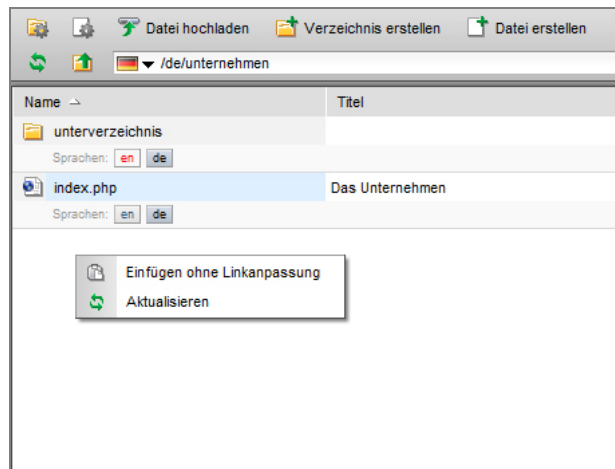 Datei hochladen Verzeichnis erstellen Datei erstellen
/de/unternehmen
Name Titel
unterverzeichnis
Sprachen: en de
index.php Das Unternehmen
Sprachen: en de
Einfügen ohne Linkanpassung
Aktualisieren